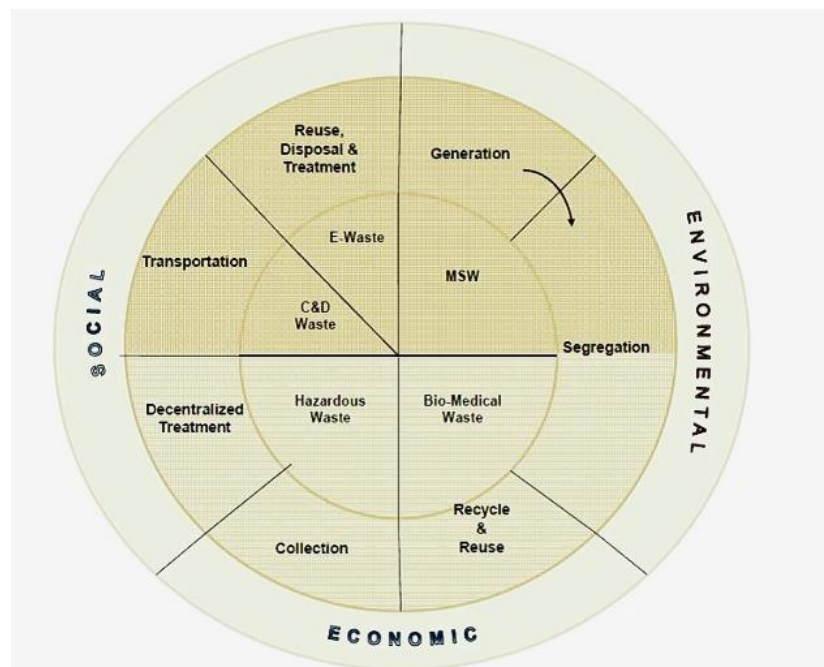 Reuse,
Disposal &
Treatment
Generation
E-Waste
MSW
Transportation
C&D
Waste
SOCIAL
ENVIRONMENTAL
Segregation
Decentralized
Treatment
Hazardous
Waste
Bio-Medical
Waste
Collection
Recycle
&
Reuse
ECONOMIC